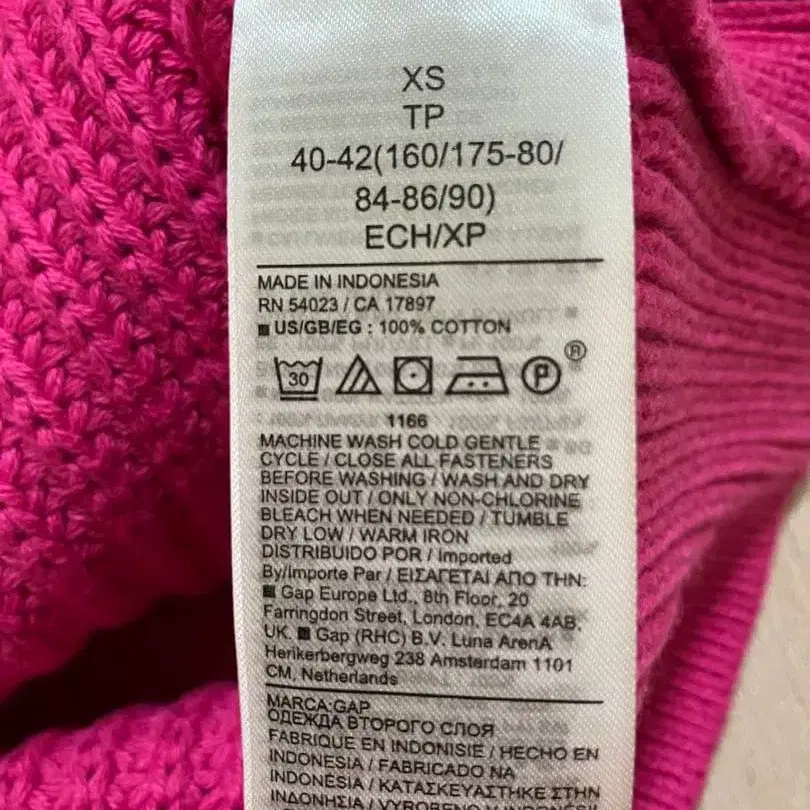 XS
TP
40-42(160/175-80/
84-86/90)
ECH/XP
MADE IN INDONESIA
RN 54023 / CA 17897
■ US/GB/EG : 100% COTTON
30 P ®
1166
MACHINE WASH COLD GENTLE
CYCLE / CLOSE ALL FASTENERS
BEFORE WASHING / WASH AND DRY
INSIDE OUT / ONLY NON-CHLORINE
BLEACH WHEN NEEDED / TUMBLE
DRY LOW / WARM IRON
DISTRIBUIDO POR / Imported
By/Importe Par / ΕΙΣΑΓΕΤΑΙ ΑΠΟ ΤΗΝ:
■ Gap Europe Ltd., 8th Floor, 20
Farringdon Street, London, EC4A 4AB,
UK. ■ Gap (RHC) B.V. Luna ArenA
Herikerbergweg 238 Amsterdam 1101
CM, Netherlands
MARCA:GAP
ОДЕЖДА ВТОРОГО СЛОЯ
FABRIQUE EN INDONISIE / HECHO EN
INDONESIA / FABRICADO NA
INDONÉSIA / ΚΑΤΑΣΚΕΥΑΣΤΗΚΕ ΣΤΗΝ
ΙΝΔΟΝΗΣΙΑ / VYROBENO V INDONÉSII